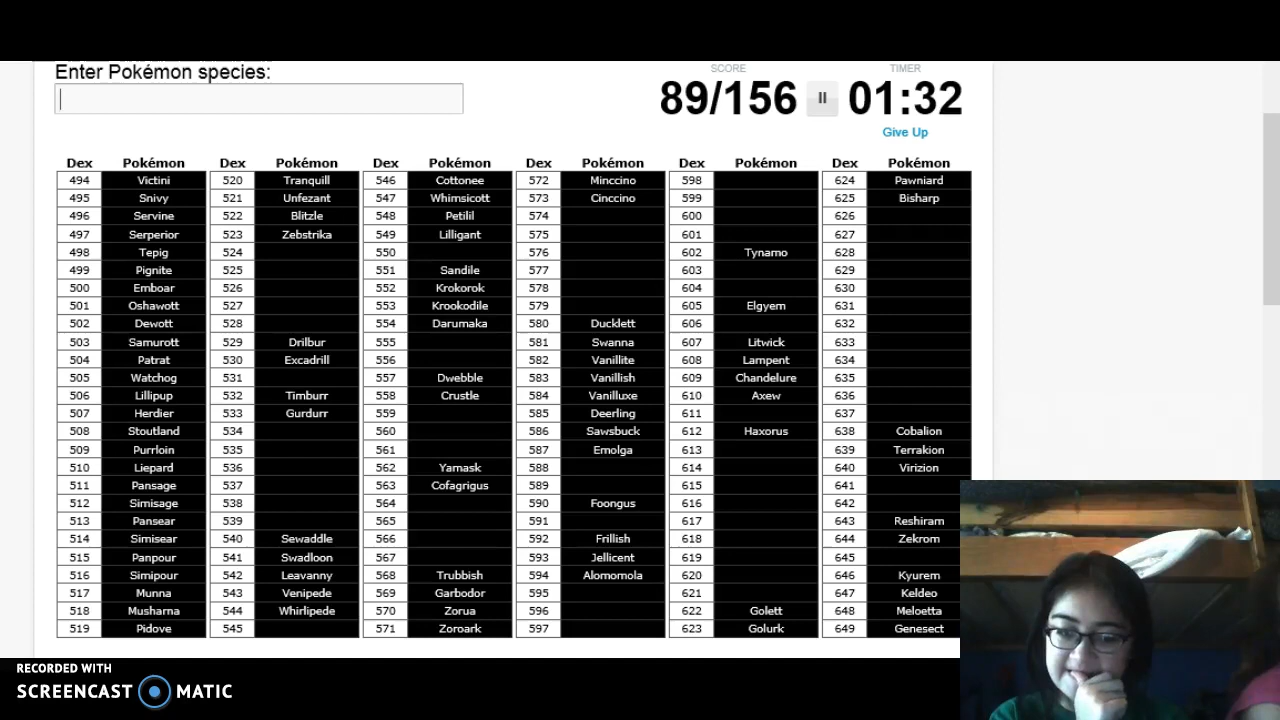 Enter Pokémon species:
SCORE TIMER
89/156 01:32
Give Up
Dex Pokémon Dex Pokémon Dex Pokémon Dex Pokémon Dex Pokémon Dex Pokémon
494 Victini 520 Tranquill 546 Cottonee 572 Minccino 598 624 Pawniard
495 Snivy 521 Unfezant 547 Whimsicott 573 Cinccino 599 625 Bisharp
496 Servine 522 Blitzle 548 Petilil 574 600 626
497 Serperior 523 Zebstrika 549 Lilligant 575 601 627
498 Tepig 524 550 576 602 Tynamo 628
499 Pignite 525 551 Sandile 577 603 629
500 Emboar 526 552 Krokorok 578 604 630
501 Oshawott 527 553 Krookodile 579 605 Elgyem 631
502 Dewott 528 554 Darumaka 580 Ducklett 606 632
503 Samurott 529 Drilbur 555 581 Swanna 607 Litwick 633
504 Patrat 530 Excadrill 556 582 Vanillite 608 Lampent 634
505 Watchog 531 557 Dwebble 583 Vanillish 609 Chandelure 635
506 Lillipup 532 Timburr 558 Crustle 584 Vanilluxe 610 Axew 636
507 Herdier 533 Gurdurr 559 585 Deerling 611 637
508 Stoutland 534 560 586 Sawsbuck 612 Haxorus 638 Cobalion
509 Purrloin 535 561 587 Emolga 613 639 Terrakion
510 Liepard 536 562 Yamask 588 614 640 Virizion
511 Pansage 537 563 Cofagrigus 589 615 641
512 Simisage 538 564 590 Foongus 616 642
513 Pansear 539 565 591 617 643 Reshiram
514 Simisear 540 Sewaddle 566 592 Frillish 618 644 Zekrom
515 Panpour 541 Swadloon 567 593 Jellicent 619 645
516 Simipour 542 Leavanny 568 Trubbish 594 Alomomola 620 646 Kyurem
517 Munna 543 Venipede 569 Garbodor 595 621 647 Keldeo
518 Musharna 544 Whirlipede 570 Zorua 596 622 Golett 648 Meloetta
519 Pidove 545 571 Zoroark 597 623 Golurk 649 Genesect
RECORDED WITH
SCREENCAST MATIC